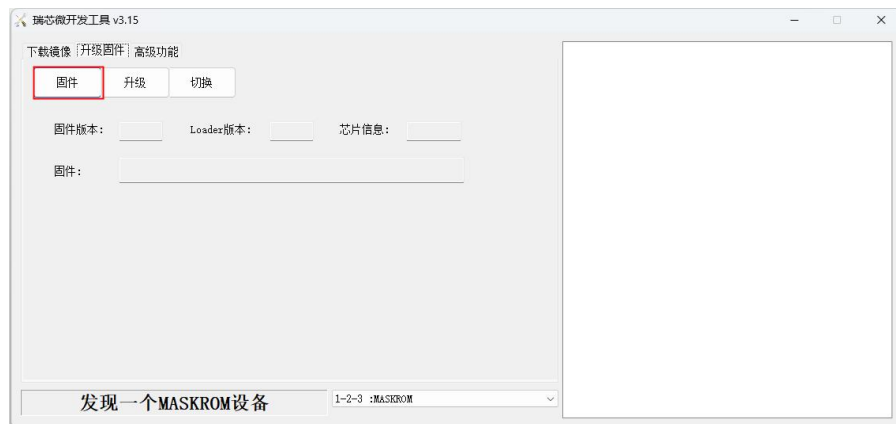 瑞芯微开发工具 v3.15
下载镜像 升级固件 高级功能
固件 升级 切换
固件版本: Loader版本: 芯片信息:
固件:
发现一个MASKROM设备 1-2-3 :MASKROM